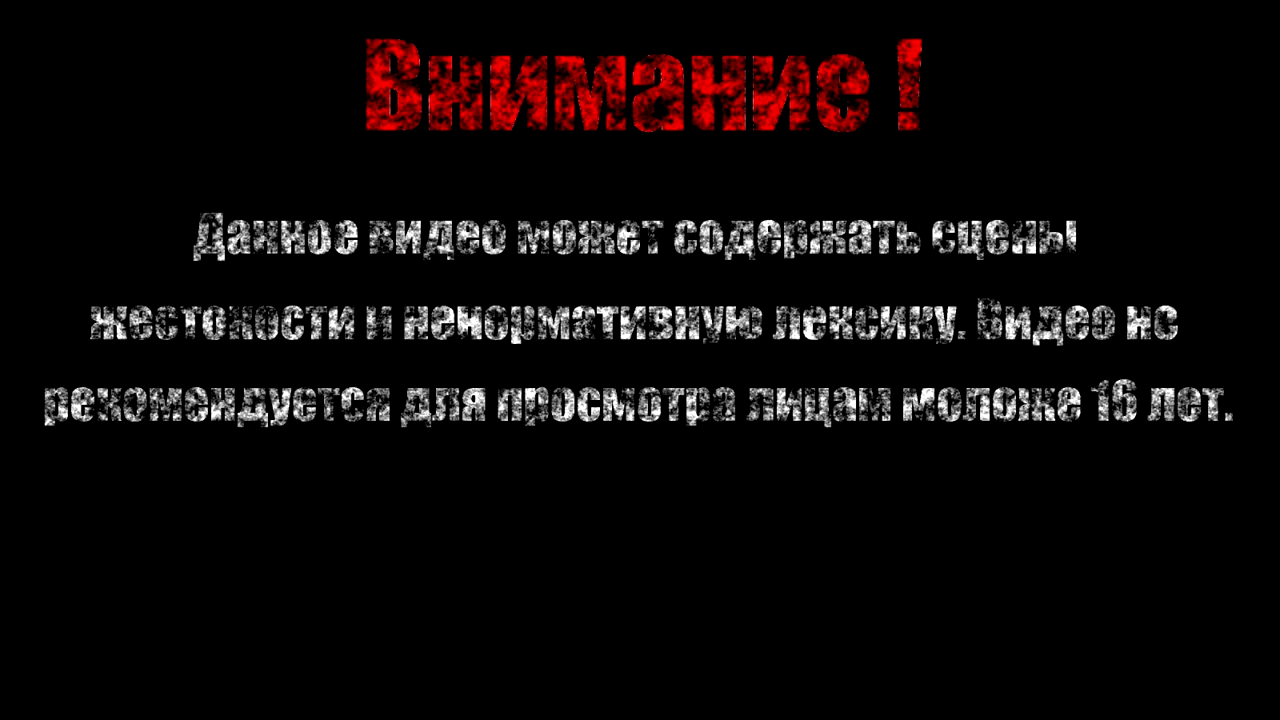 Внимание !
Данное видео может содержать сцены
жестокости и ненормативную лексику. Видео не
рекомендуется для просмотра лицам моложе 16 лет.